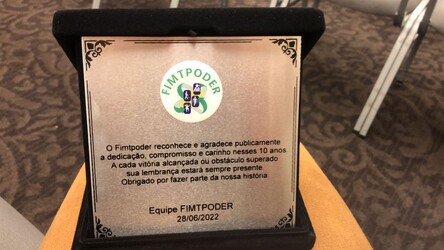 FIMTPODER
O Fimtpoder reconhece e agradece publicamente
a dedicação, compromisso e carinho nesses 10 anos.
A cada vitória alcançada ou obstáculo superado
sua lembrança estará sempre presente.
Obrigado por fazer parte da nossa história.
Equipe FIMTPODER
28/06/2022